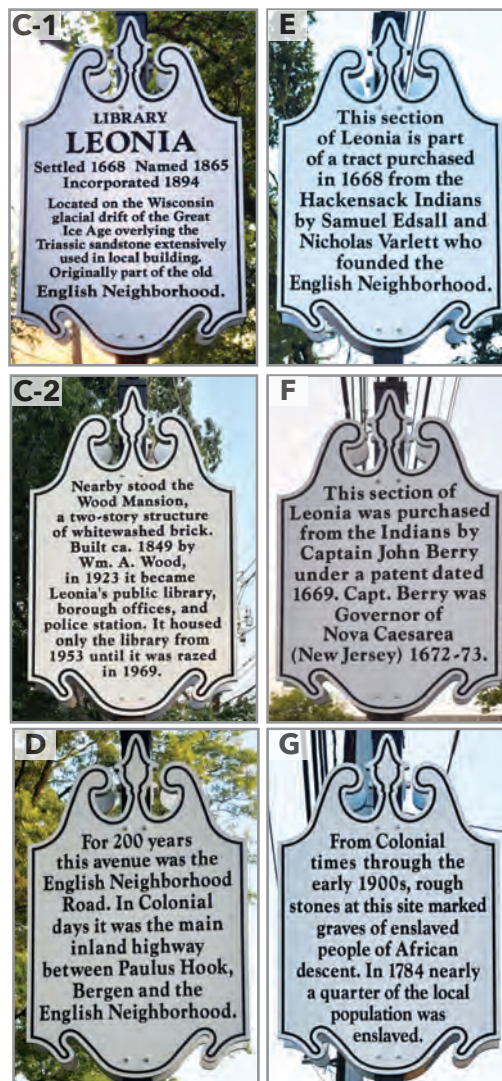 C-1
LIBRARY
LEONIA
Settled 1668 Named 1865
Incorporated 1894
Located on the Wisconsin
glacial drift of the Great
Ice Age overlying the
Triassic sandstone extensively
used in local building.
Originally part of the old
English Neighborhood.
E
This section
of Leonia is part
of a tract purchased
in 1668 from the
Hackensack Indians
by Samuel Edsall and
Nicholas Varlett who
founded the
English Neighborhood.
C-2
Nearby stood the
Wood Mansion,
a two-story structure
of whitewashed brick.
Built ca. 1849 by
Wm. A. Wood,
in 1923 it became
Leonia's public library,
borough offices, and
police station. It housed
only the library from
1953 until it was razed
in 1969.
F
This section of
Leonia was purchased
from the Indians by
Captain John Berry
under a patent dated
1669. Capt. Berry was
Governor of
Nova Caesarea
(New Jersey) 1672-73.
D
For 200 years
this avenue was the
English Neighborhood
Road. In Colonial
days it was the main
inland highway
between Paulus Hook,
Bergen and the
English Neighborhood.
G
From Colonial
times through the
early 1900s, rough
stones at this site marked
graves of enslaved
people of African
descent. In 1784 nearly
a quarter of the local
population was
enslaved.